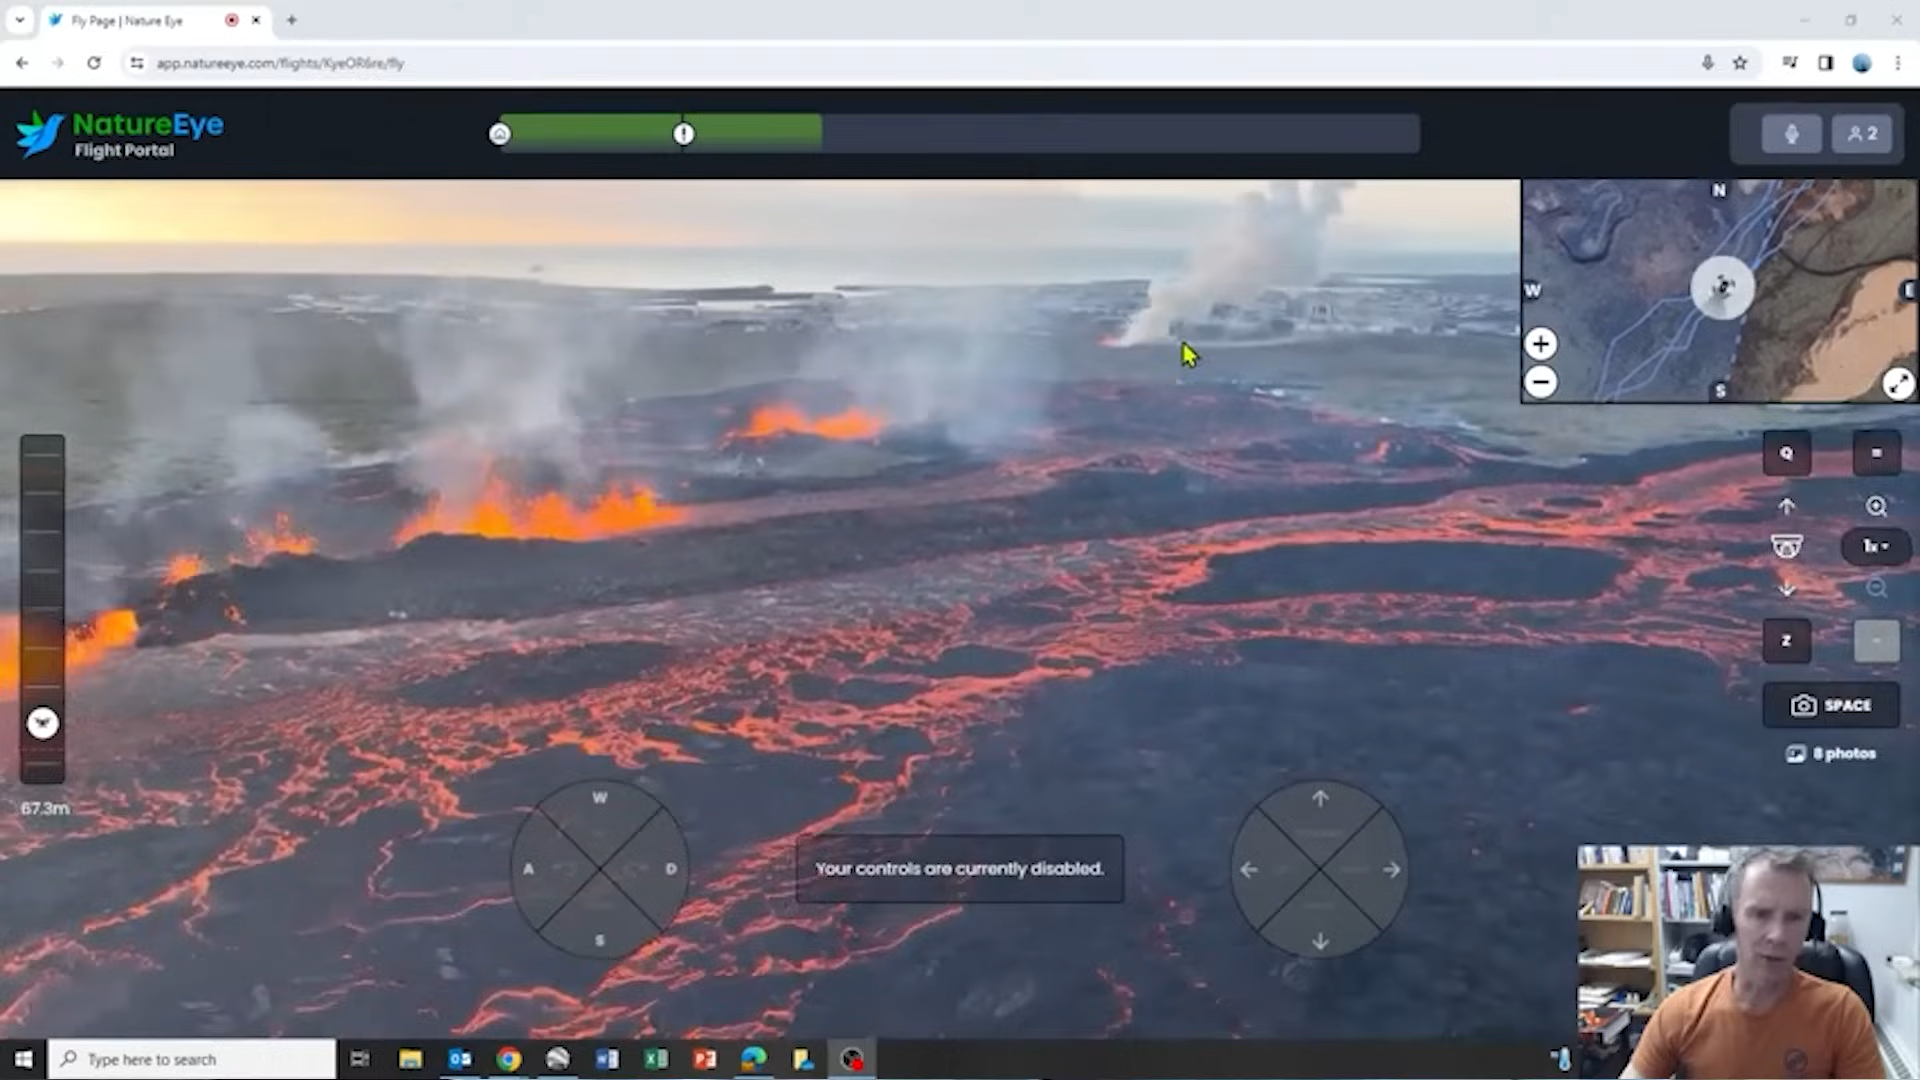 Fly Page | Nature Eye
app.natureeye.com/flights/KyeOR6re/fly
NatureEye
Flight Portal
2
N
W
E
S
Q
=
1x
Z
-
SPACE
8 photos
67.3m
W
A
D
S
Your controls are currently disabled.
Type here to search